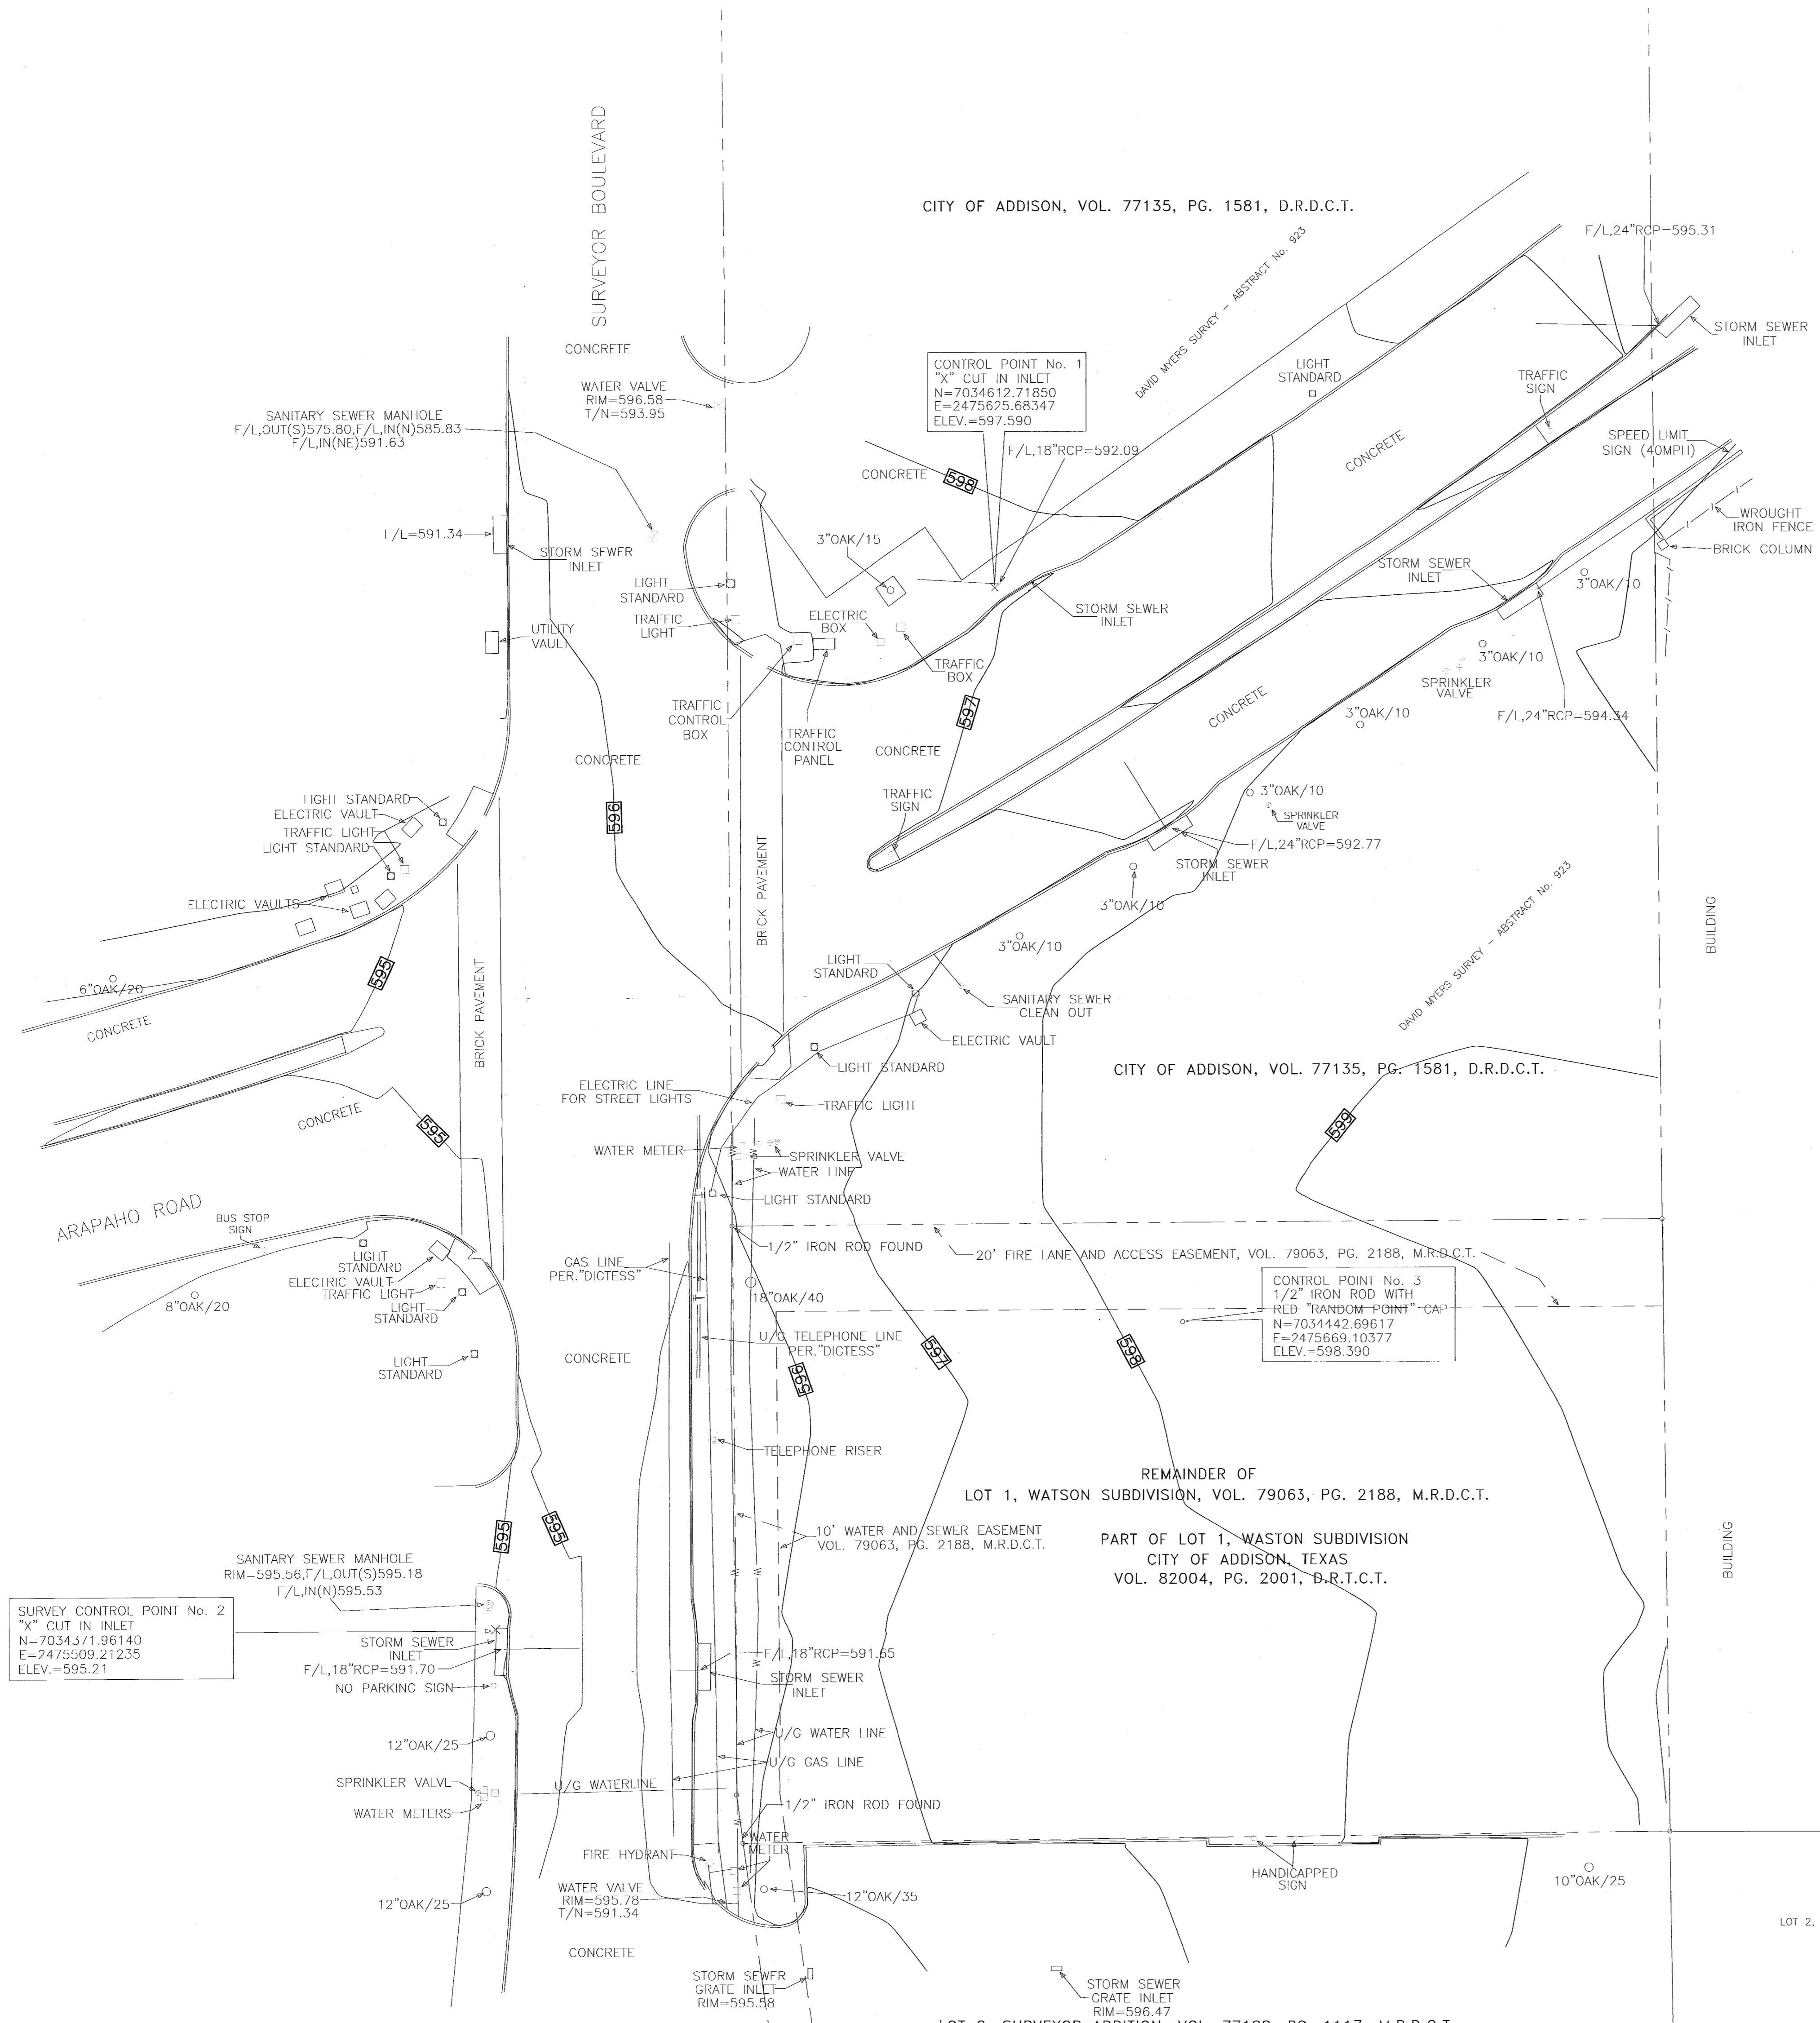 SURVEYOR BOULEVARD
CITY OF ADDISON, VOL. 77135, PG. 1581, D.R.D.C.T.
DAVID MYERS SURVEY - ABSTRACT No. 923
F/L,24"RCP=595.31
STORM SEWER
INLET
CONCRETE
WATER VALVE
RIM=596.58
T/N=593.95
SANITARY SEWER MANHOLE
F/L,OUT(S)575.80,F/L,IN(N)585.83
F/L,IN(NE)591.63
CONTROL POINT No. 1
"X" CUT IN INLET
N=7034612.71850
E=2475625.68347
ELEV.=597.590
LIGHT
STANDARD
TRAFFIC
SIGN
SPEED LIMIT
SIGN (40MPH)
F/L,18"RCP=592.09
CONCRETE
CONCRETE
598
WROUGHT
IRON FENCE
BRICK COLUMN
F/L=591.34
STORM SEWER
INLET
3"OAK/15
STORM SEWER
INLET
3"OAK/10
LIGHT
STANDARD
TRAFFIC
LIGHT
ELECTRIC
BOX
STORM SEWER
INLET
UTILITY
VAULT
TRAFFIC
BOX
3"OAK/10
SPRINKLER
VALVE
F/L,24"RCP=594.34
TRAFFIC
CONTROL
BOX
TRAFFIC
CONTROL
PANEL
597
CONCRETE
3"OAK/10
CONCRETE
CONCRETE
LIGHT STANDARD
ELECTRIC VAULT
TRAFFIC LIGHT
LIGHT STANDARD
596
TRAFFIC
SIGN
3"OAK/10
SPRINKLER
VALVE
F/L,24"RCP=592.77
STORM SEWER
INLET
ELECTRIC VAULTS
BRICK PAVEMENT
3"OAK/10
3"OAK/10
DAVID MYERS SURVEY - ABSTRACT No. 923
BUILDING
6"OAK/20
595
CONCRETE
BRICK PAVEMENT
LIGHT
STANDARD
SANITARY SEWER
CLEAN OUT
ELECTRIC VAULT
LIGHT STANDARD
CITY OF ADDISON, VOL. 77135, PG. 1581, D.R.D.C.T.
ELECTRIC LINE
FOR STREET LIGHTS
TRAFFIC LIGHT
CONCRETE
595
599
WATER METER
SPRINKLER VALVE
WATER LINE
LIGHT STANDARD
ARAPAHO ROAD
BUS STOP
SIGN
LIGHT
STANDARD
ELECTRIC VAULT
TRAFFIC LIGHT
LIGHT
STANDARD
8"OAK/20
GAS LINE
PER."DIGTESS"
1/2" IRON ROD FOUND
20' FIRE LANE AND ACCESS EASEMENT, VOL. 79063, PG. 2188, M.R.D.C.T.
18"OAK/40
CONTROL POINT No. 3
1/2" IRON ROD WITH
RED "RANDOM POINT" CAP
N=7034442.69617
E=2475669.10377
ELEV.=598.390
U/G TELEPHONE LINE
PER."DIGTESS"
CONCRETE
LIGHT
STANDARD
596
597
598
TELEPHONE RISER
REMAINDER OF
LOT 1, WATSON SUBDIVISION, VOL. 79063, PG. 2188, M.R.D.C.T.
595
595
10' WATER AND SEWER EASEMENT
VOL. 79063, PG. 2188, M.R.D.C.T.
PART OF LOT 1, WASTON SUBDIVISION
CITY OF ADDISON, TEXAS
VOL. 82004, PG. 2001, D.R.T.C.T.
BUILDING
SANITARY SEWER MANHOLE
RIM=595.56,F/L,OUT(S)595.18
F/L,IN(N)595.53
SURVEY CONTROL POINT No. 2
"X" CUT IN INLET
N=7034371.96140
E=2475509.21235
ELEV.=595.21
STORM SEWER
INLET
F/L,18"RCP=591.70
NO PARKING SIGN
F/L,18"RCP=591.65
STORM SEWER
INLET
12"OAK/25
U/G WATER LINE
U/G GAS LINE
SPRINKLER VALVE
WATER METERS
U/G WATERLINE
1/2" IRON ROD FOUND
WATER
METER
FIRE HYDRANT
HANDICAPPED
SIGN
10"OAK/25
WATER VALVE
RIM=595.78
T/N=591.34
12"OAK/25
12"OAK/35
LOT 2,
CONCRETE
STORM SEWER
GRATE INLET
RIM=595.58
STORM SEWER
GRATE INLET
RIM=596.47